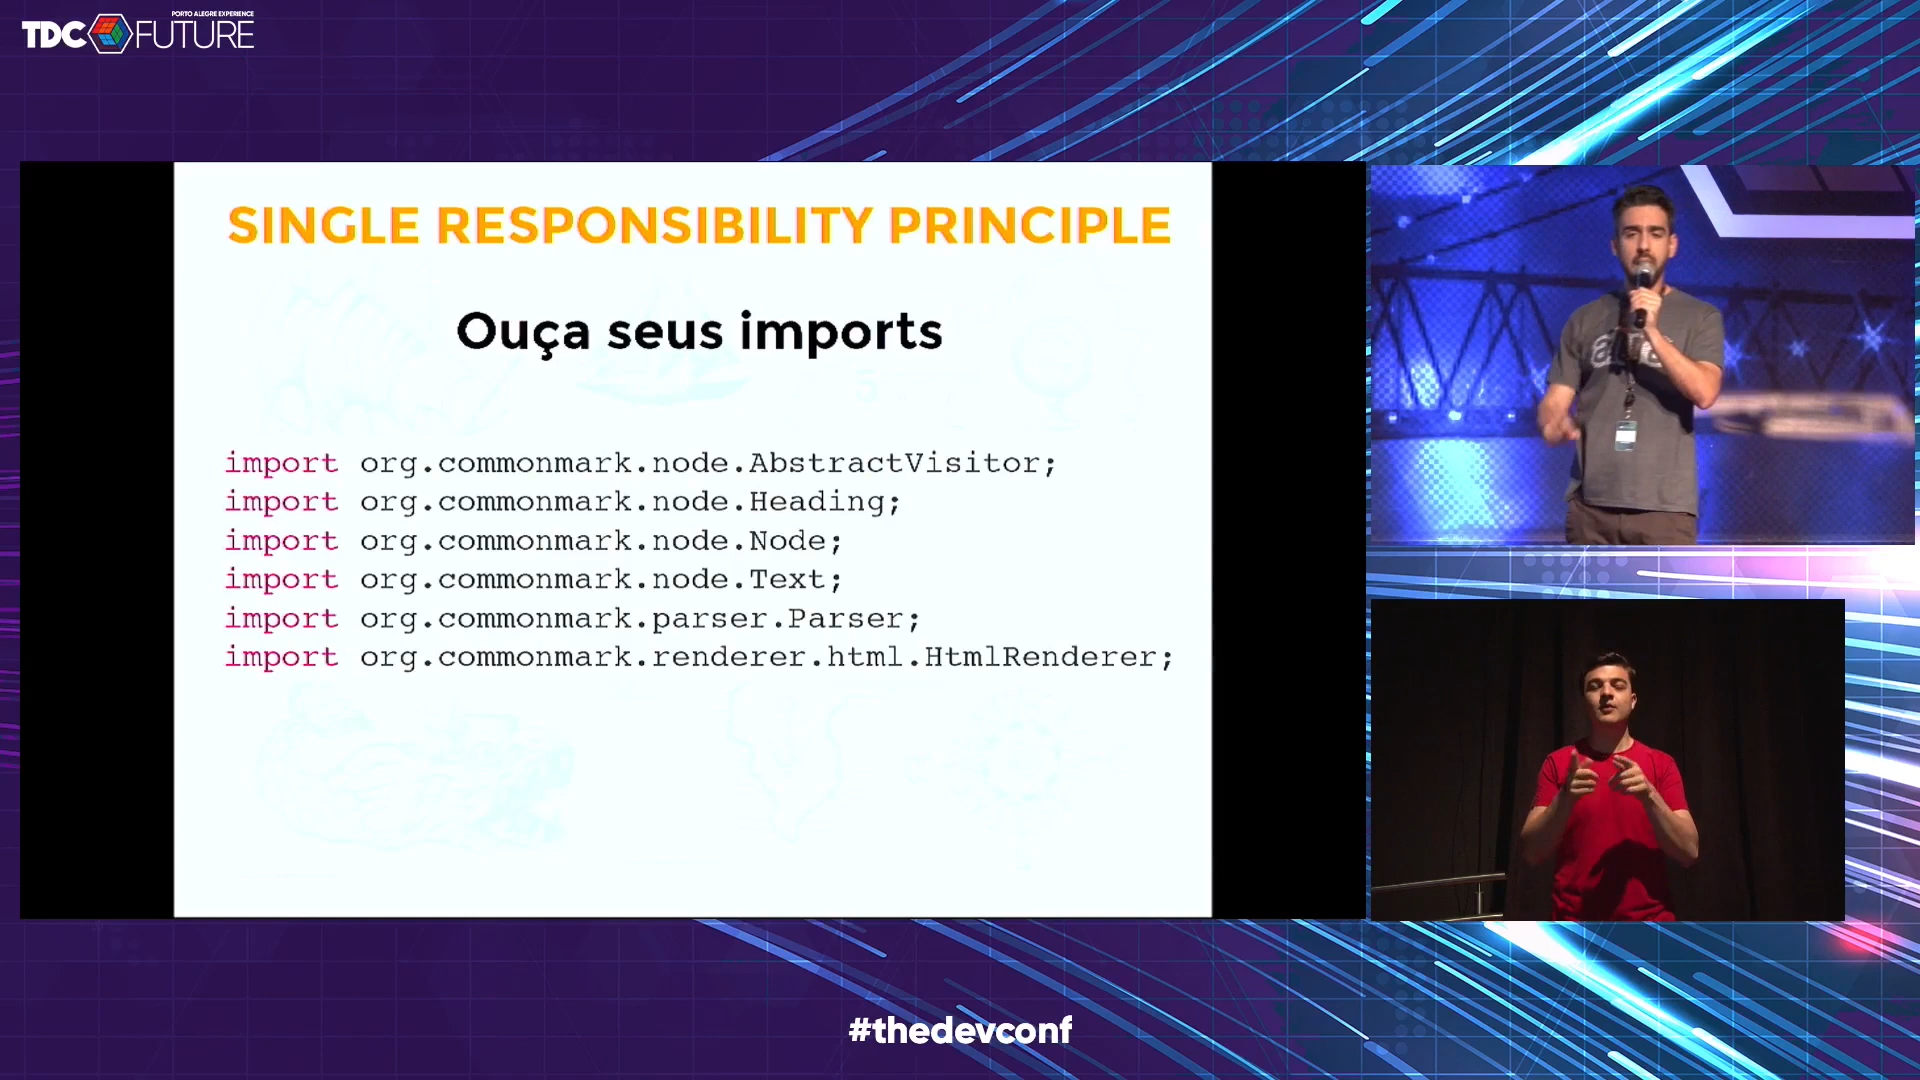 PORTO ALEGRE EXPERIENCE
TDC FUTURE
SINGLE RESPONSIBILITY PRINCIPLE
Ouça seus imports
import org.commonmark.node.AbstractVisitor;
import org.commonmark.node.Heading;
import org.commonmark.node.Node;
import org.commonmark.node.Text;
import org.commonmark.parser.Parser;
import org.commonmark.renderer.html.HtmlRenderer;
#thedevconf